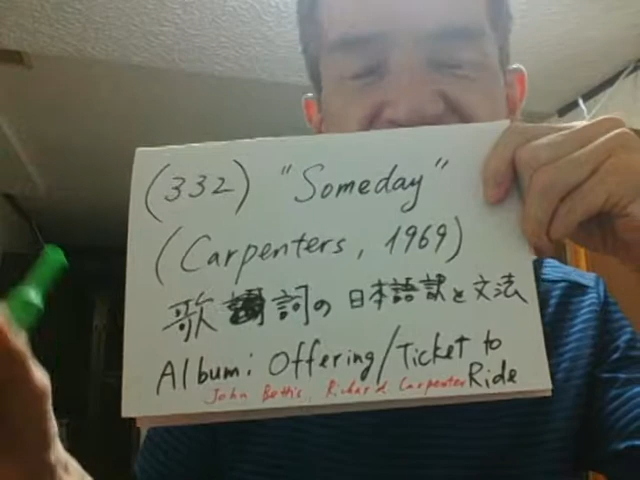 (332) "Someday"
(Carpenters, 1969)
歌詞の 日本語訳と文法
Album: Offering/Ticket to Ride
John Bettis, Richard Carpenter